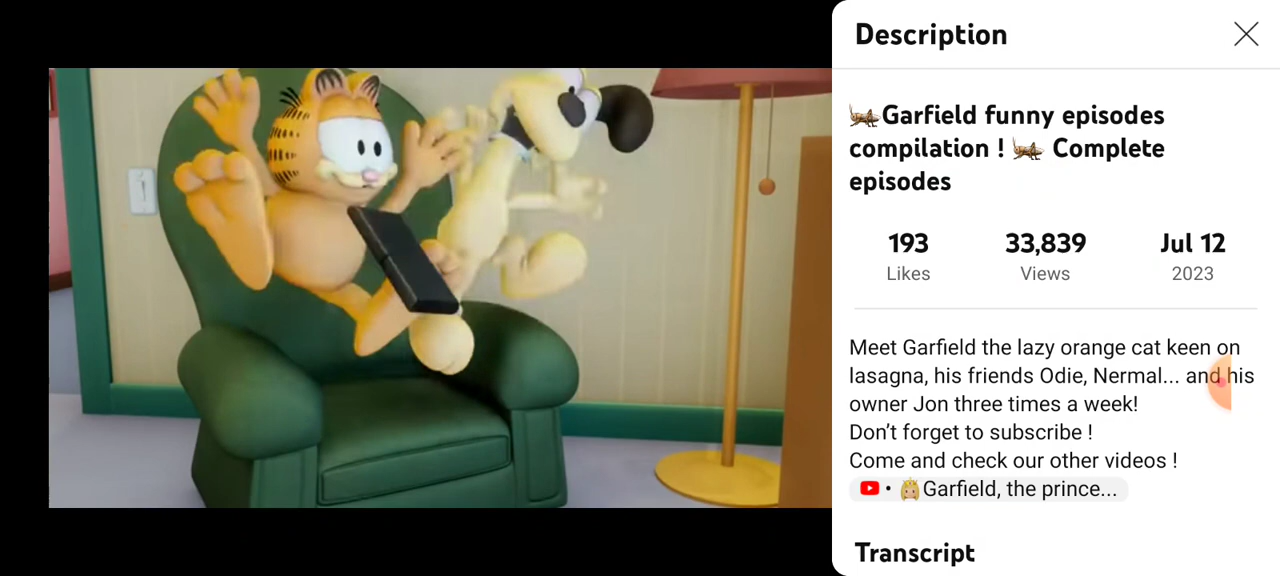 Description
🦗Garfield funny episodes
compilation ! 🦗 Complete
episodes
193
Likes
33,839
Views
Jul 12
2023
Meet Garfield the lazy orange cat keen on
lasagna, his friends Odie, Nermal... and his
owner Jon three times a week!
Don't forget to subscribe !
Come and check our other videos !
• 👸🏼Garfield, the prince...
Transcript